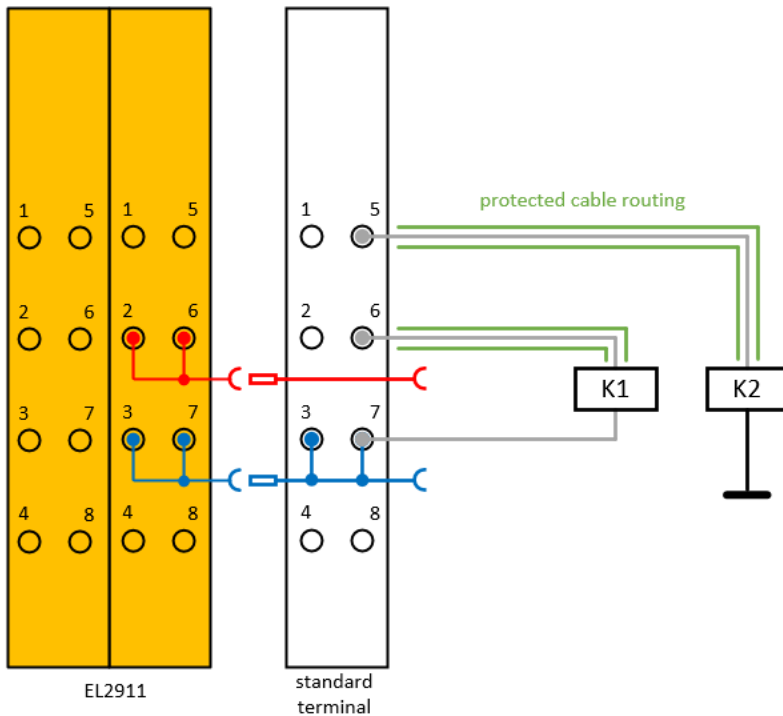 protected cable routing
1 5 1 5 1 5
2 6 2 6 2 6
K1 K2
3 7 3 7 3 7
4 8 4 8 4 8
EL2911
standard
terminal